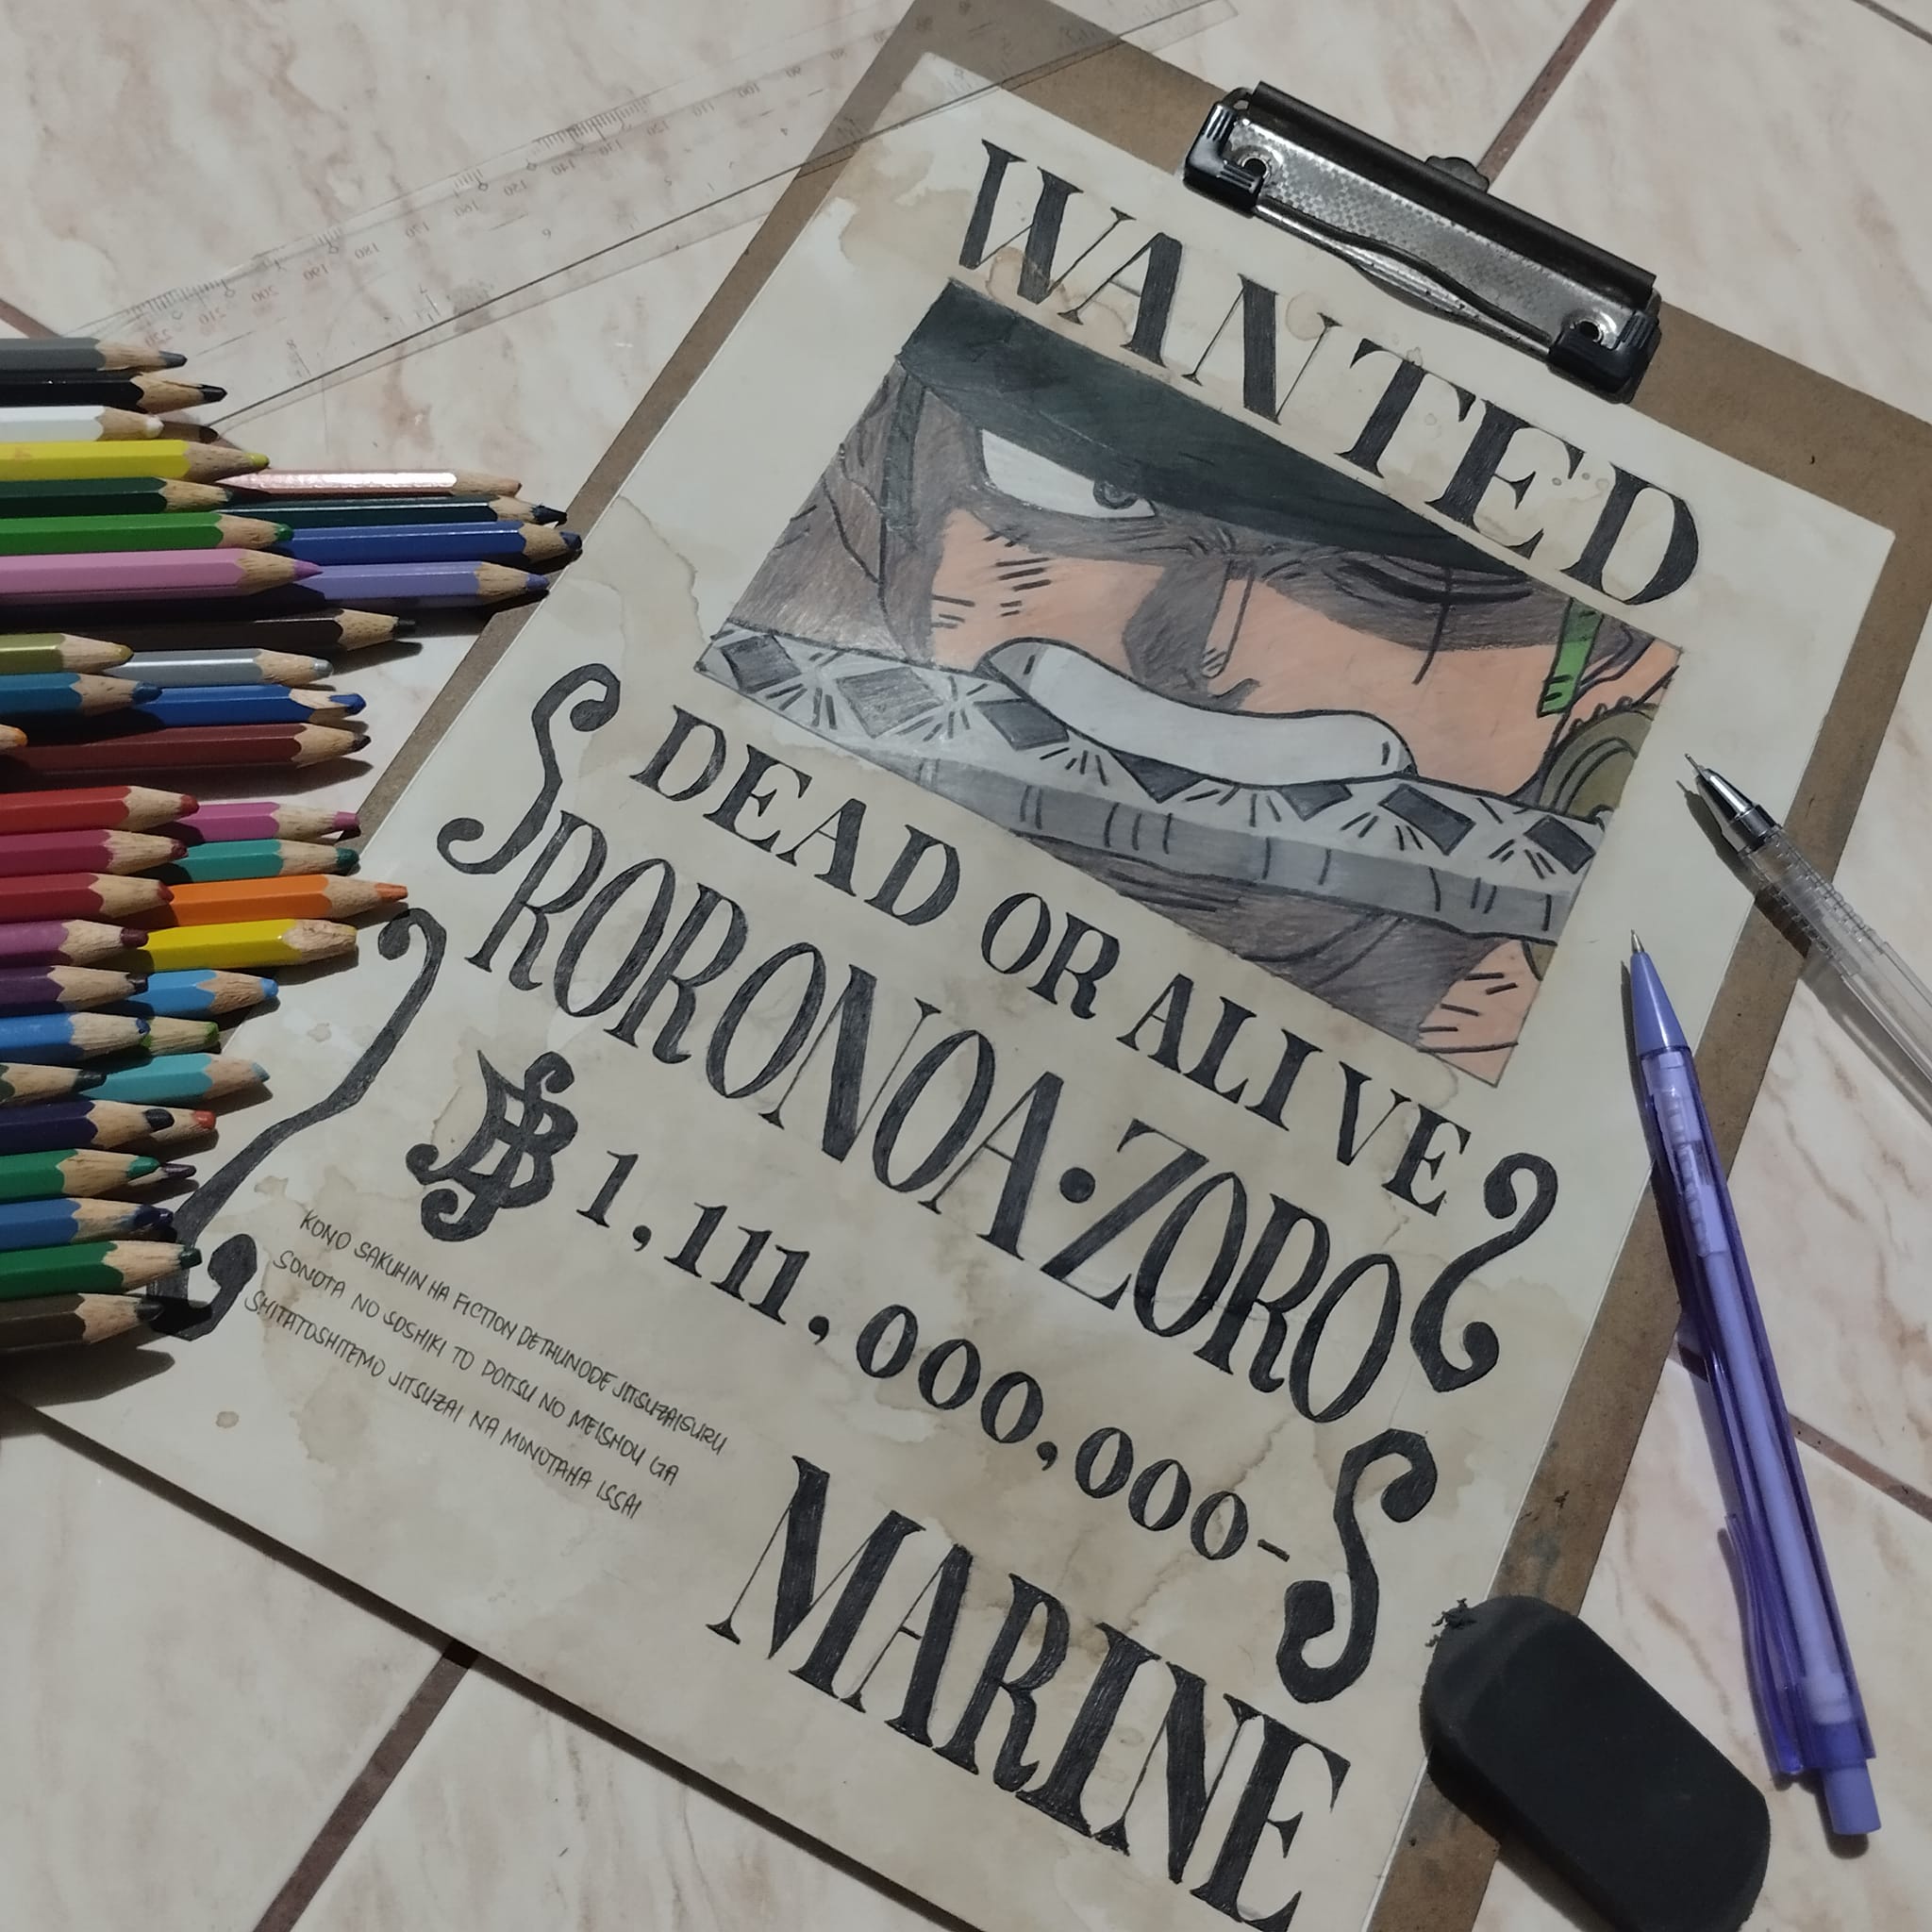 WANTED
DEAD OR ALIVE
RORONOA•ZORO
฿ 1,111,000,000-
KONO SAKUHIN HA FICTION DETHUNODE JITSUZAISURU
SONOTA NO SOSHIKI TO DOITSU NO MEISHOU GA
SHITATOSHITEMO JITSUZAI NA MONOTAHA ISSAI
MARINE